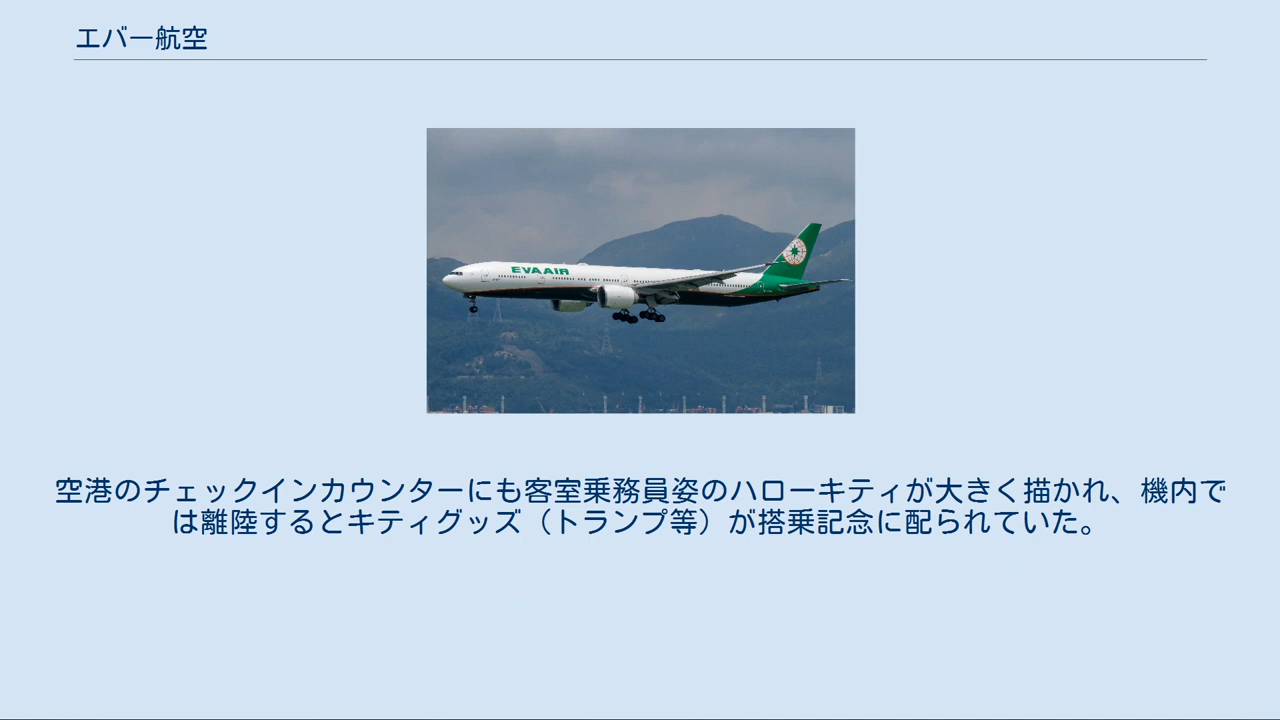 エバー航空
EVA AIR
空港のチェックインカウンターにも客室乗務員姿のハローキティが大きく描かれ、機内で
は離陸するとキティグッズ（トランプ等）が搭乗記念に配られていた。